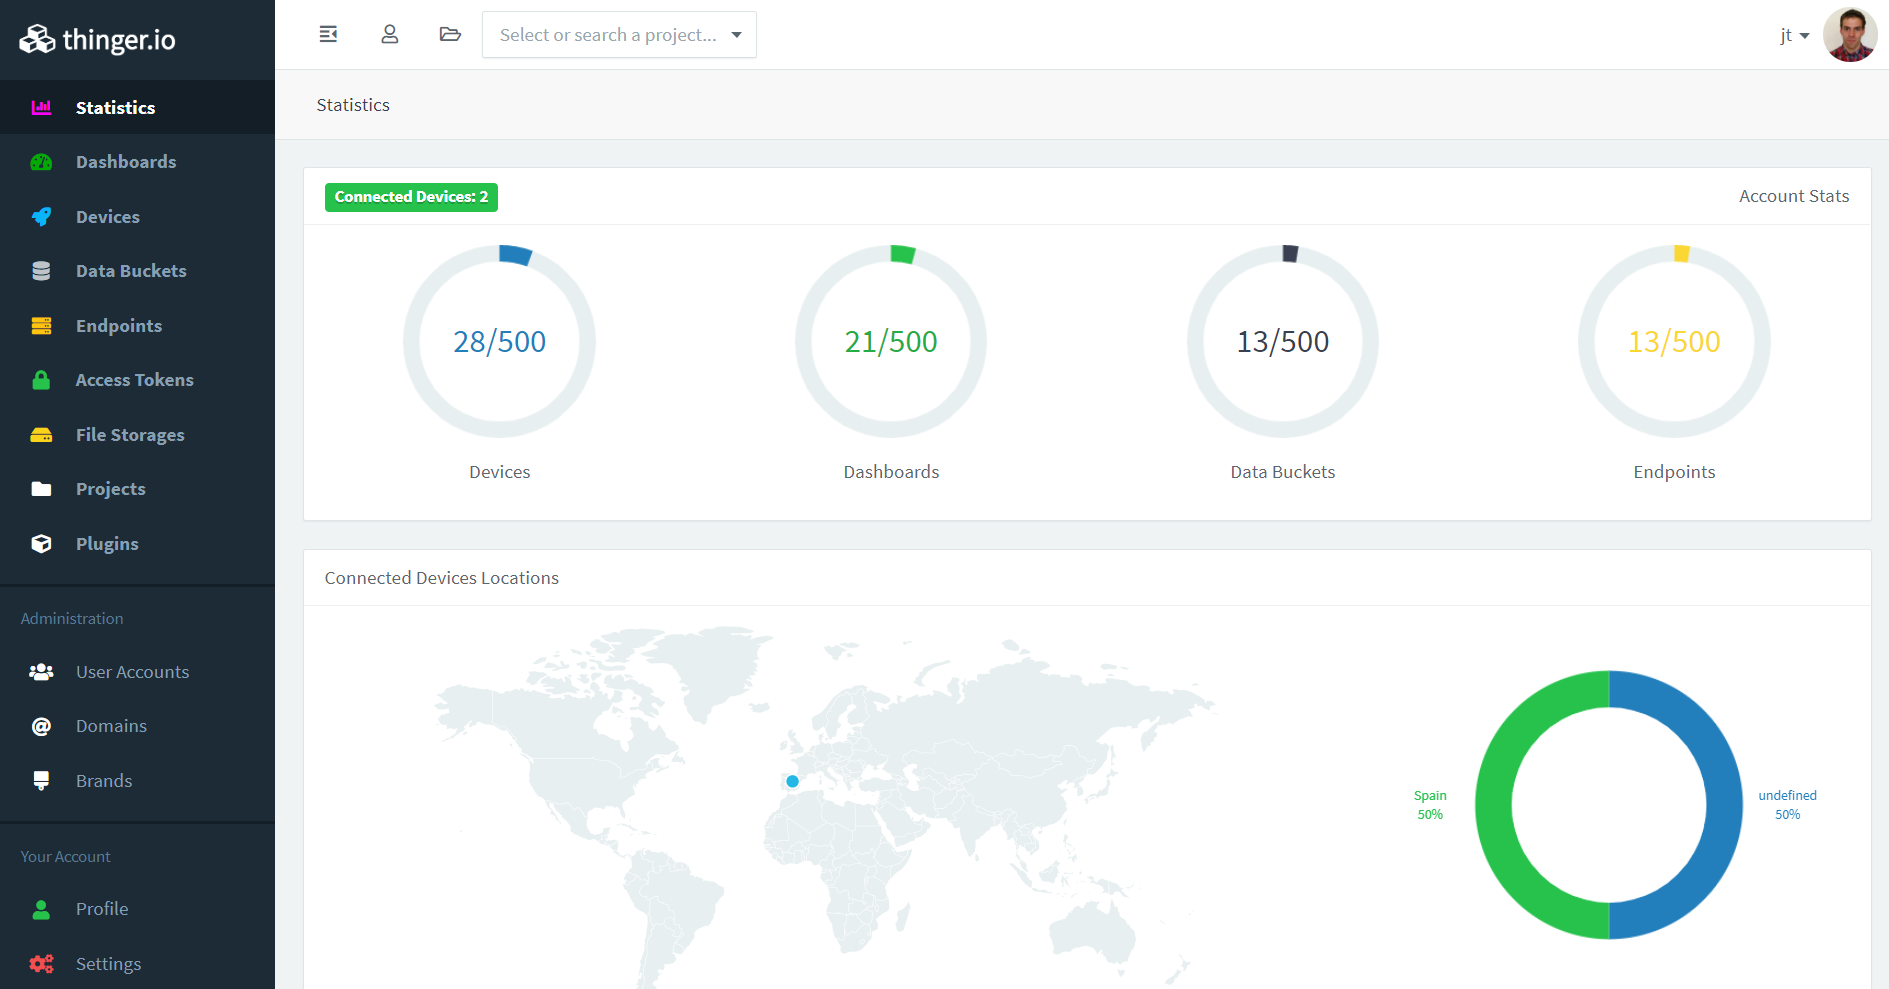 thinger.io
Select or search a project...
jt
Statistics
Dashboards
Devices
Data Buckets
Endpoints
Access Tokens
File Storages
Projects
Plugins
Administration
User Accounts
Domains
Brands
Your Account
Profile
Settings
Statistics
Connected Devices: 2
Account Stats
28/500
21/500
13/500
13/500
Devices
Dashboards
Data Buckets
Endpoints
Connected Devices Locations
Spain
50%
undefined
50%